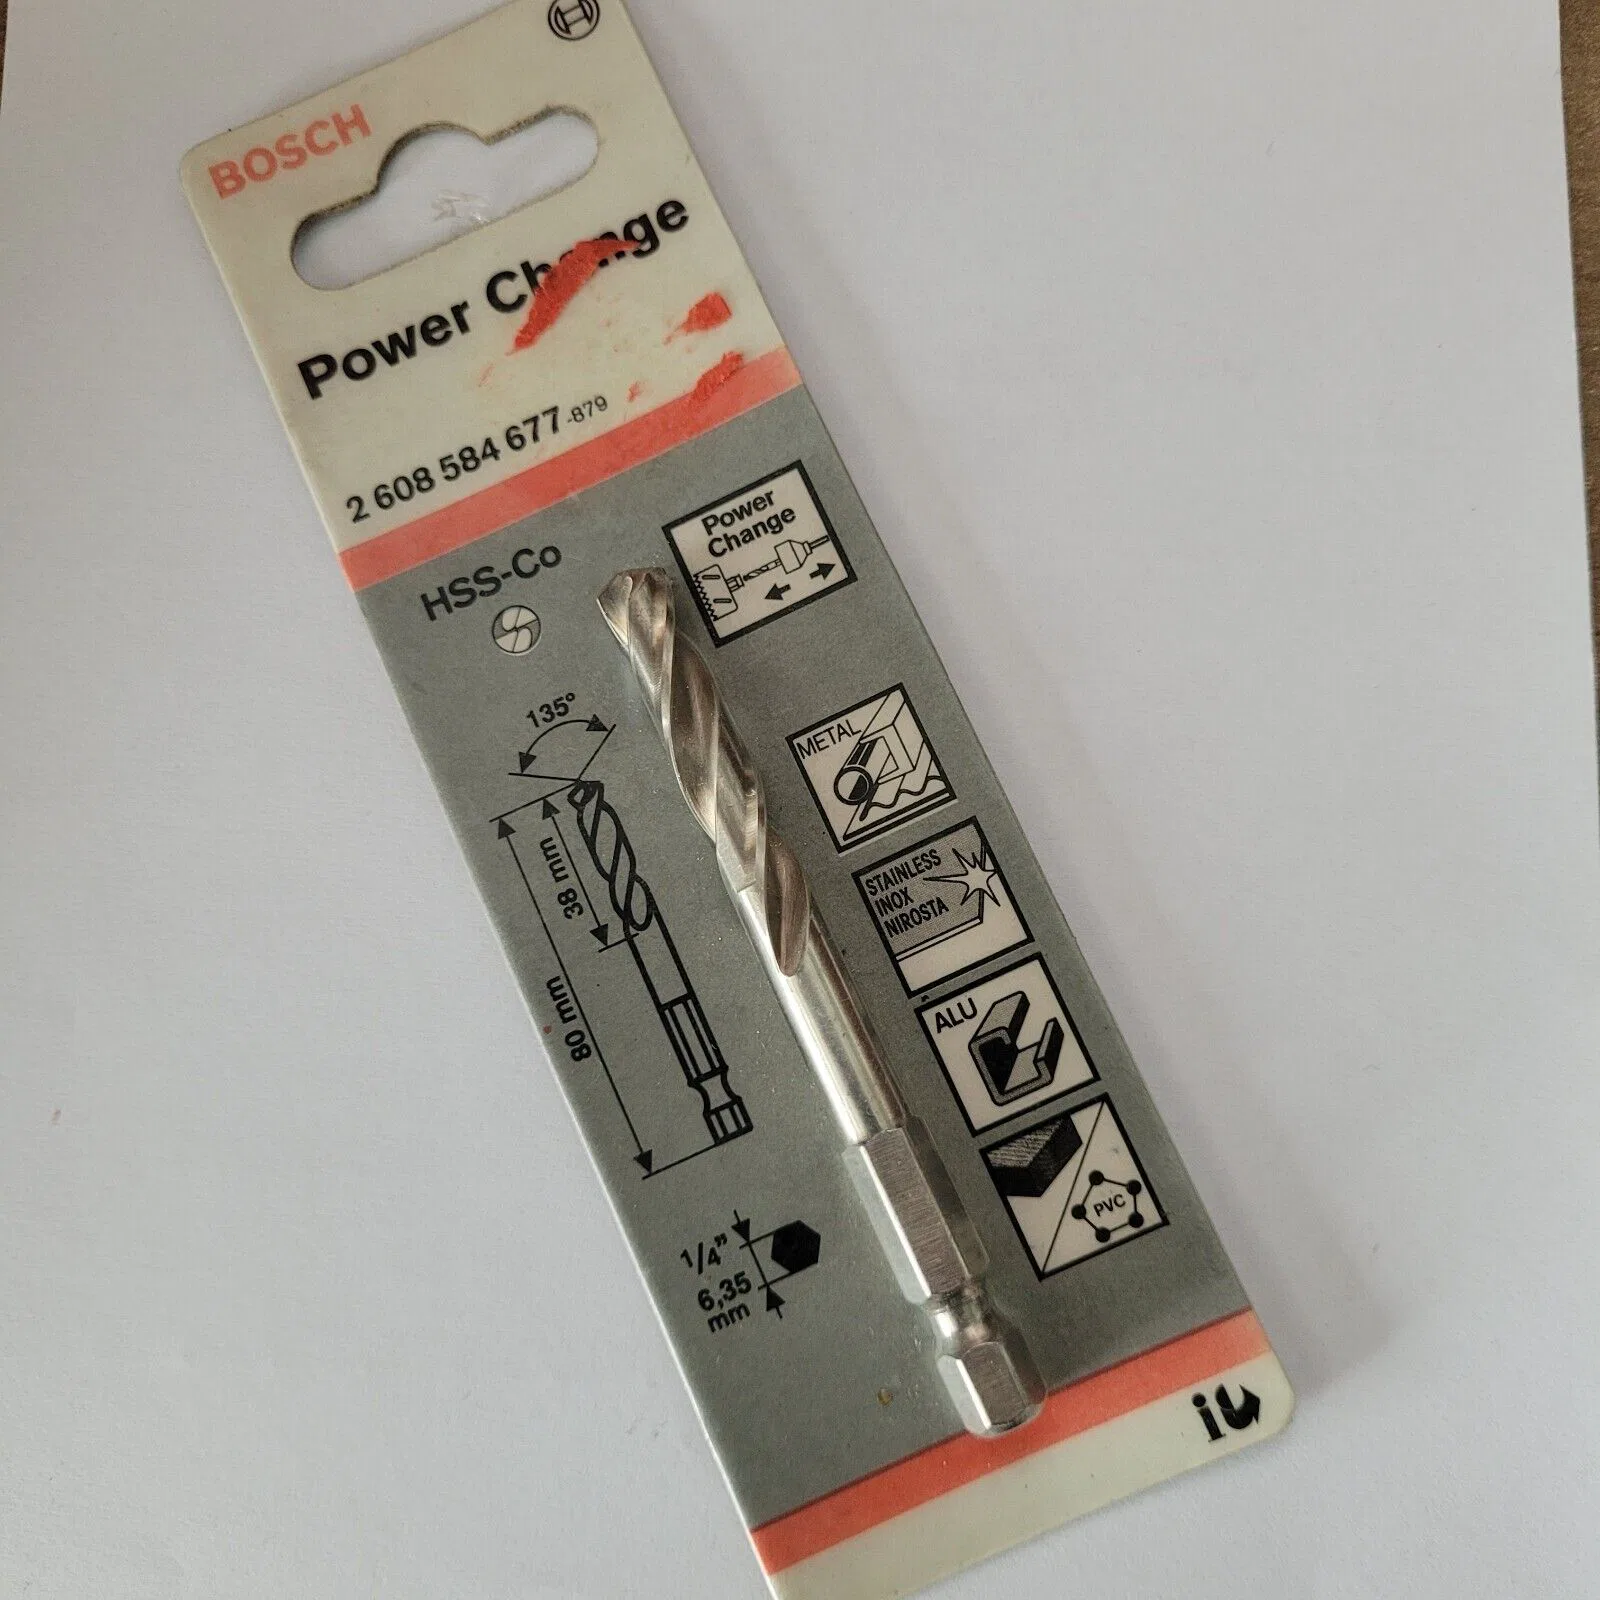 BOSCH
Power Change
2 608 584 677-879
HSS-Co
Power
Change
135°
38 mm
80 mm
METAL
STAINLESS
INOX
NIROSTA
ALU
PVC
1/4"
6,35
mm